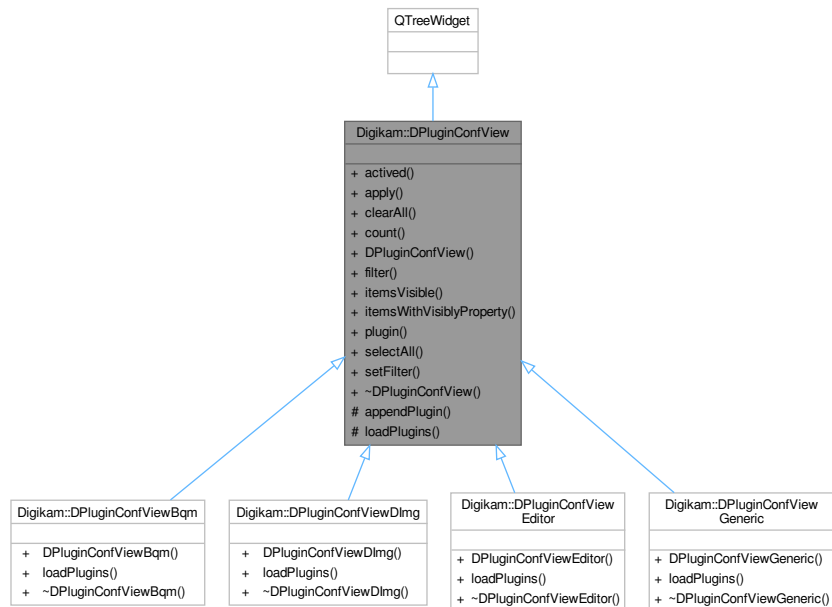 QTreeWidget
Digikam::DPluginConfView
+ actived()
+ apply()
+ clearAll()
+ count()
+ DPluginConfView()
+ filter()
+ itemsVisible()
+ itemsWithVisiblyProperty()
+ plugin()
+ selectAll()
+ setFilter()
+ ~DPluginConfView()
# appendPlugin()
# loadPlugins()
Digikam::DPluginConfViewBqm
+ DPluginConfViewBqm()
+ loadPlugins()
+ ~DPluginConfViewBqm()
Digikam::DPluginConfViewDImg
+ DPluginConfViewDImg()
+ loadPlugins()
+ ~DPluginConfViewDImg()
Digikam::DPluginConfView
Editor
+ DPluginConfViewEditor()
+ loadPlugins()
+ ~DPluginConfViewEditor()
Digikam::DPluginConfView
Generic
+ DPluginConfViewGeneric()
+ loadPlugins()
+ ~DPluginConfViewGeneric()